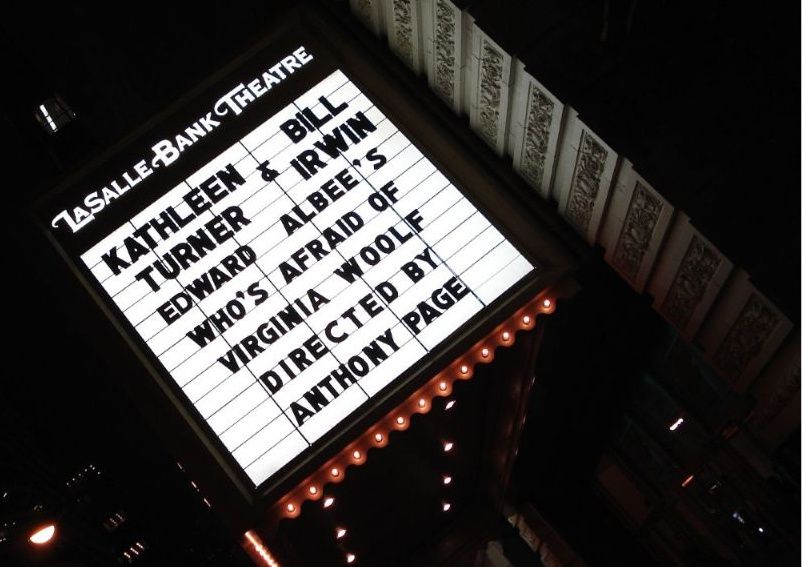 LASALLE BANK THEATRE
KATHLEEN BILL
TURNER & IRWIN
EDWARD ALBEE'S
WHO'S AFRAID OF
VIRGINIA WOOLF
DIRECTED BY
ANTHONY PAGE